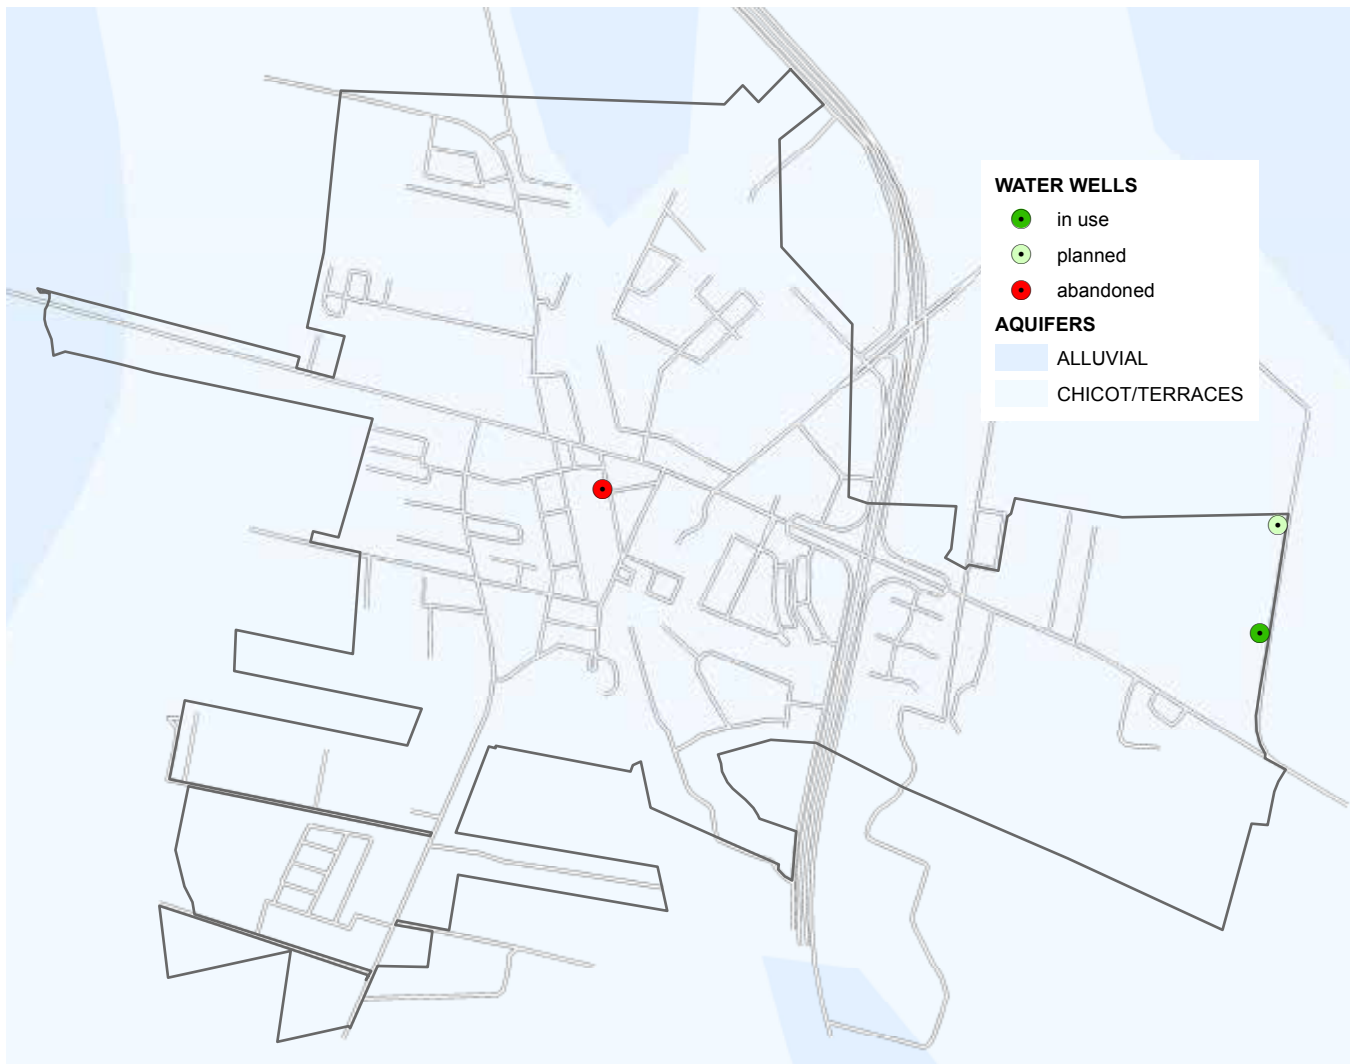 WATER WELLS
in use
planned
abandoned
AQUIFERS
ALLUVIAL
CHICOT/TERRACES